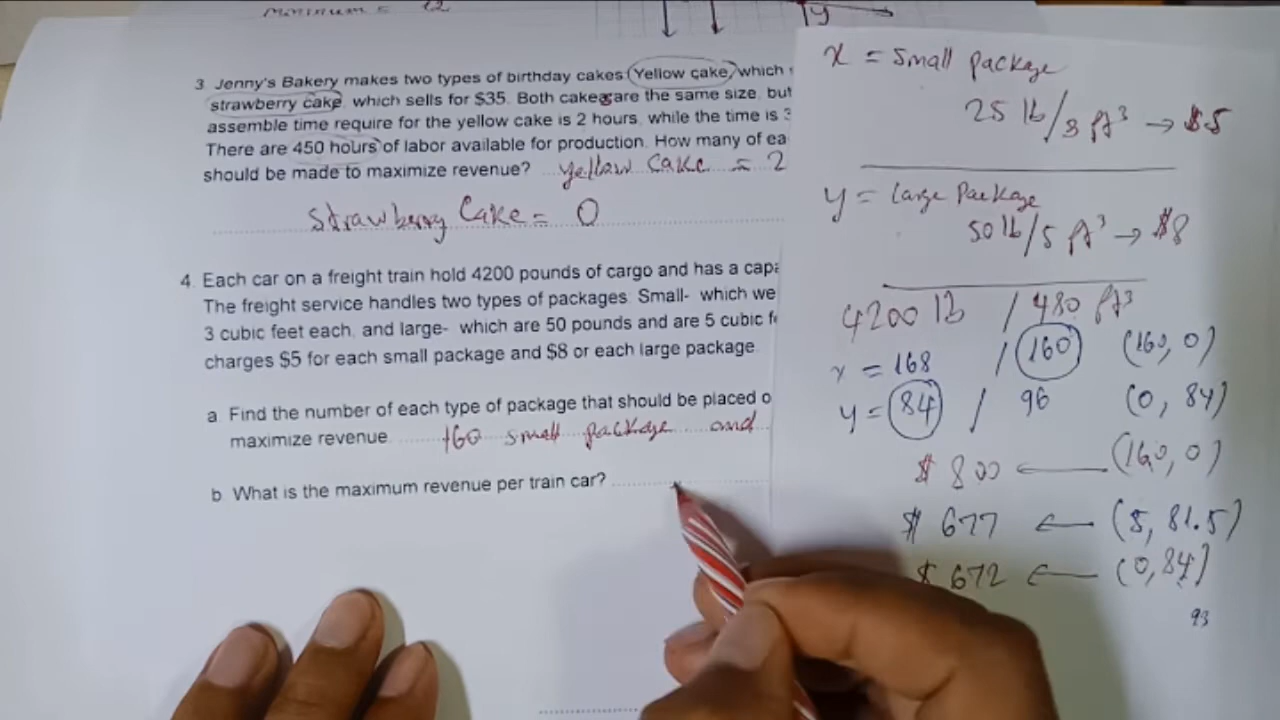 Minimum = 12
y
3. Jenny's Bakery makes two types of birthday cakes: Yellow cake, which
strawberry cake, which sells for $35. Both cakes are the same size, but
assemble time require for the yellow cake is 2 hours, while the time is 3
There are 450 hours of labor available for production. How many of ea
should be made to maximize revenue? Yellow Cake = 2
Strawberry Cake = 0
4. Each car on a freight train hold 4200 pounds of cargo and has a capa
The freight service handles two types of packages. Small- which we
3 cubic feet each, and large- which are 50 pounds and are 5 cubic f
charges $5 for each small package and $8 or each large package.
a. Find the number of each type of package that should be placed o
maximize revenue. 160 small package and
b. What is the maximum revenue per train car?
x = Small package
25 lb/3 ft³ → $5
y = Large Package
50 lb/5 ft³ → $8
4200 lb / 480 ft³
x = 168 / 160 (160, 0)
y = 84 / 96 (0, 84)
$ 800 ← (160, 0)
$ 677 ← (5, 81.5)
$ 672 ← (0, 84)
93